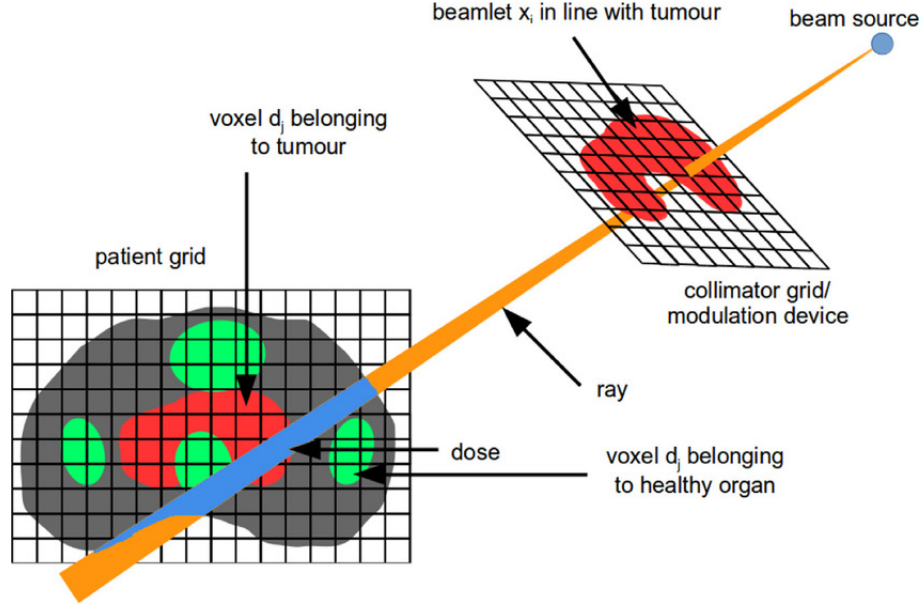 beamlet xᵢ in line with tumour
beam source
voxel dⱼ belonging
to tumour
patient grid
collimator grid/
modulation device
ray
dose
voxel dⱼ belonging
to healthy organ